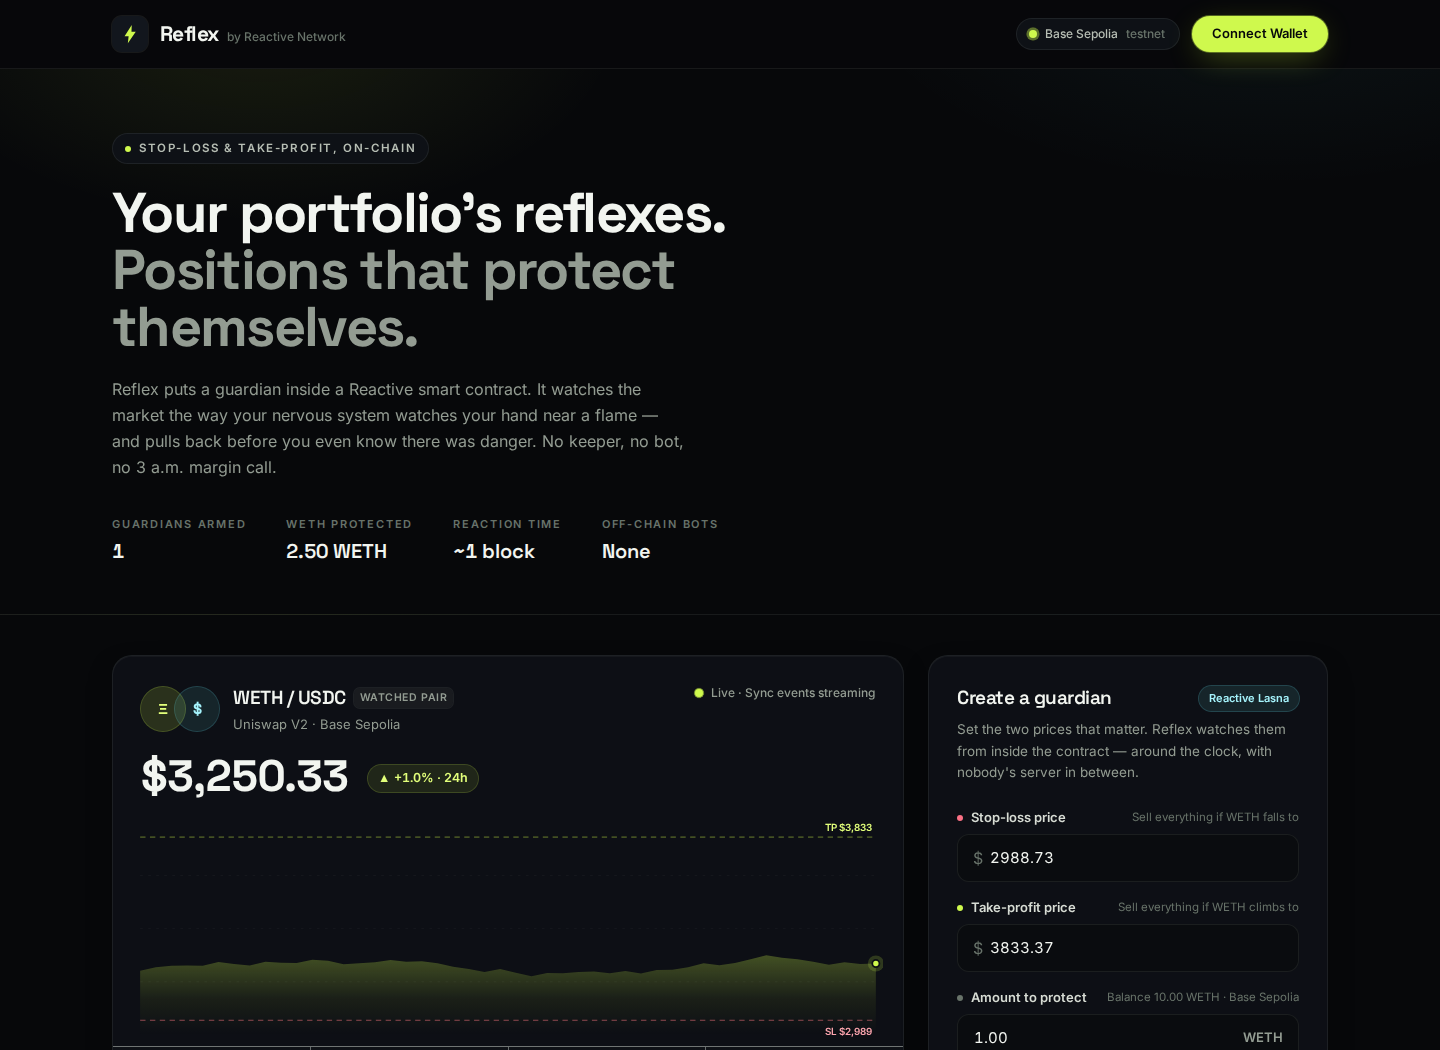 Reflex by Reactive Network
Base Sepolia testnet
Connect Wallet
STOP-LOSS & TAKE-PROFIT, ON-CHAIN
Your portfolio’s reflexes.
Positions that protect
themselves.
Reflex puts a guardian inside a Reactive smart contract. It watches the
market the way your nervous system watches your hand near a flame —
and pulls back before you even know there was danger. No keeper, no bot,
no 3 a.m. margin call.
GUARDIANS ARMED
1
WETH PROTECTED
2.50 WETH
REACTION TIME
~1 block
OFF-CHAIN BOTS
None
Ξ $
WETH / USDC WATCHED PAIR
Uniswap V2 · Base Sepolia
Live · Sync events streaming
$3,250.33
▲ +1.0% · 24h
TP $3,833
SL $2,989
Create a guardian
Reactive Lasna
Set the two prices that matter. Reflex watches them
from inside the contract — around the clock, with
nobody's server in between.
Stop-loss price Sell everything if WETH falls to
$ 2988.73
Take-profit price Sell everything if WETH climbs to
$ 3833.37
Amount to protect Balance 10.00 WETH · Base Sepolia
1.00 WETH